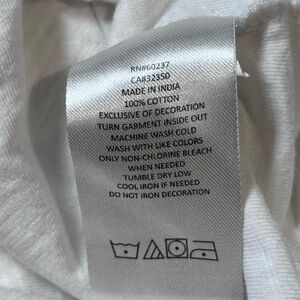 RN#60237
CA#32350
MADE IN INDIA
100% COTTON
EXCLUSIVE OF DECORATION
TURN GARMENT INSIDE OUT
MACHINE WASH COLD
WASH WITH LIKE COLORS
ONLY NON-CHLORINE BLEACH
WHEN NEEDED
TUMBLE DRY LOW
COOL IRON IF NEEDED
DO NOT IRON DECORATION